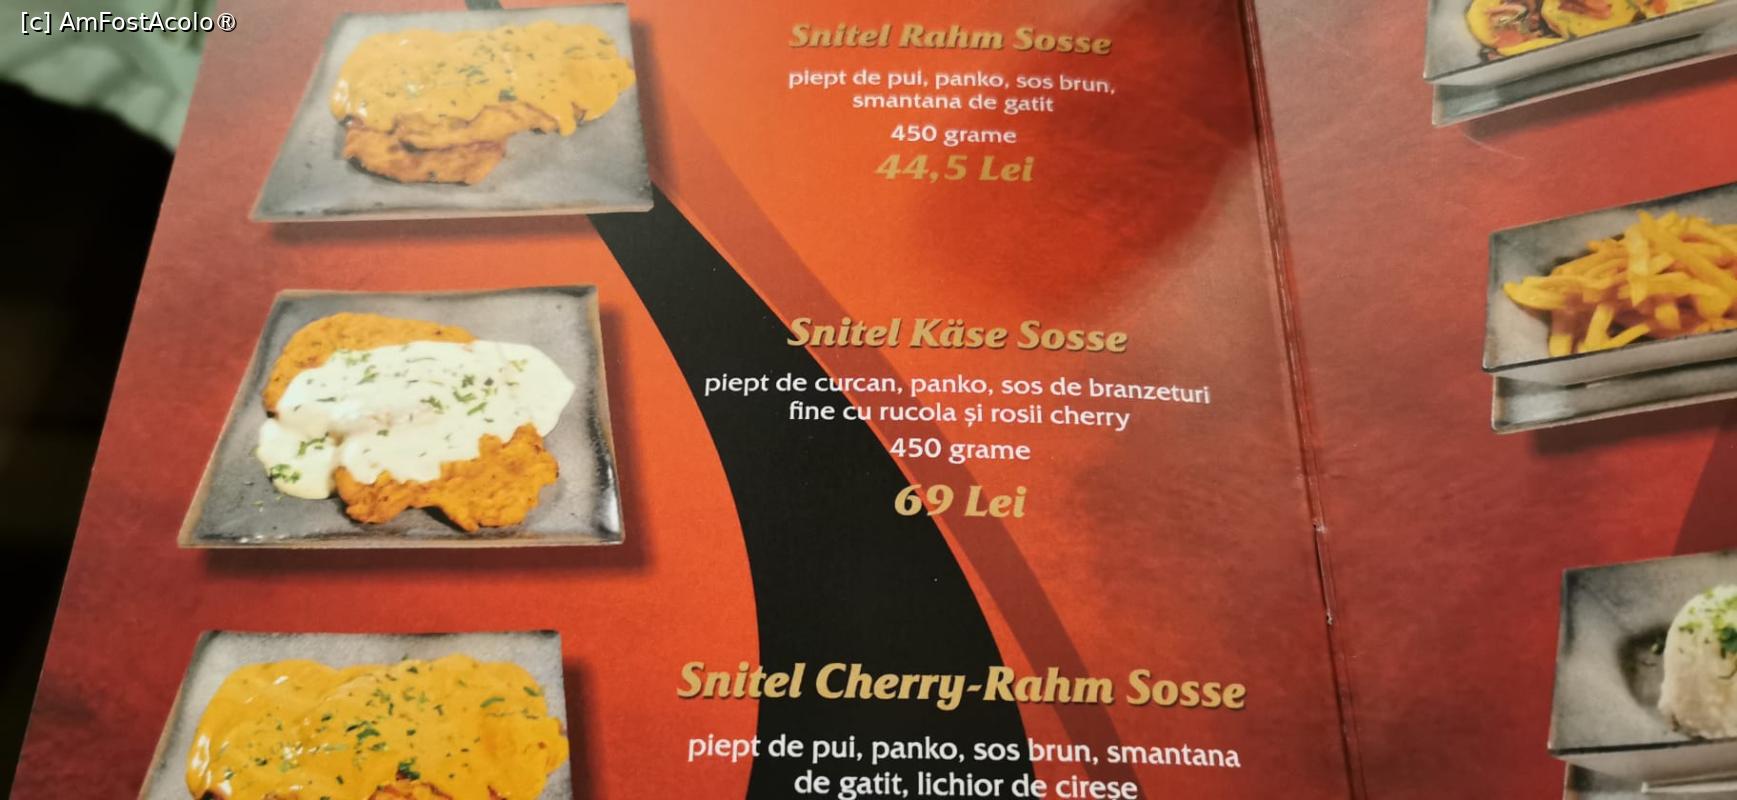 [c] AmFostAcolo®
Snitel Rahm Sosse
piept de pui, panko, sos brun,
smantana de gatit
450 grame
44,5 Lei
Snitel Käse Sosse
piept de curcan, panko, sos de branzeturi
fine cu rucola și rosii cherry
450 grame
69 Lei
Snitel Cherry-Rahm Sosse
piept de pui, panko, sos brun, smantana
de gatit, lichior de cirese